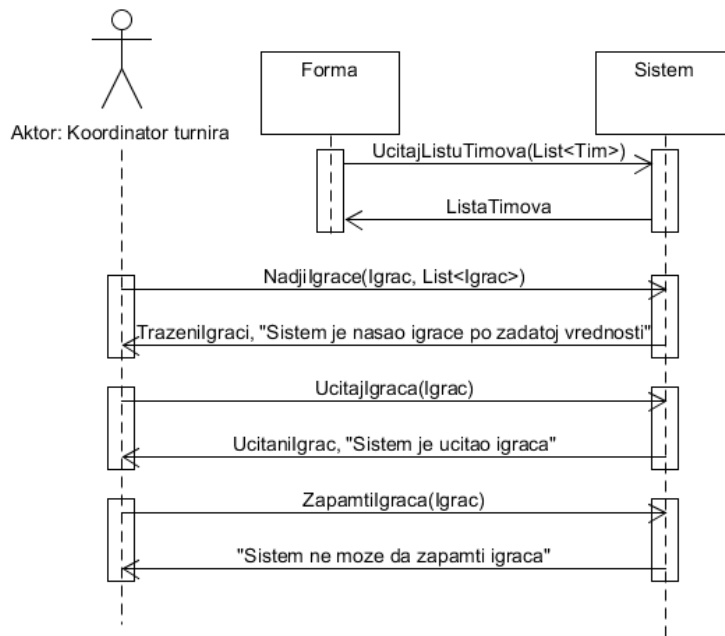 Forma
Sistem
Aktor: Koordinator turnira
UcitajListuTimova(List<Tim>)
ListaTimova
NadjiIgrace(Igrac, List<Igrac>)
TrazeniIgraci, "Sistem je nasao igrace po zadatoj vrednosti"
UcitajIgraca(Igrac)
UcitaniIgrac, "Sistem je ucitao igraca"
ZapamtiIgraca(Igrac)
"Sistem ne moze da zapamti igraca"